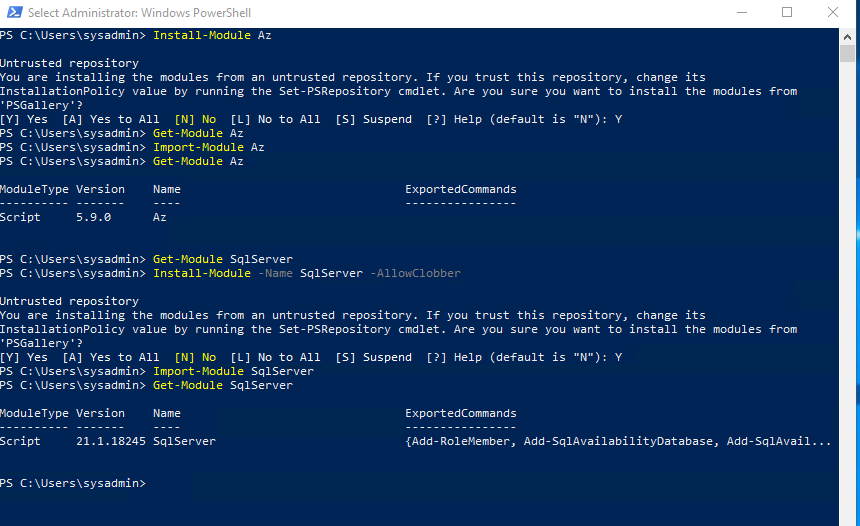 Select Administrator: Windows PowerShell
PS C:\Users\sysadmin> Install-Module Az
Untrusted repository
You are installing the modules from an untrusted repository. If you trust this repository, change its
InstallationPolicy value by running the Set-PSRepository cmdlet. Are you sure you want to install the modules from
'PSGallery'?
[Y] Yes  [A] Yes to All  [N] No  [L] No to All  [S] Suspend  [?] Help (default is "N"): Y
PS C:\Users\sysadmin> Get-Module Az
PS C:\Users\sysadmin> Import-Module Az
PS C:\Users\sysadmin> Get-Module Az
ModuleType Version    Name                                ExportedCommands
---------- -------    ----                                ----------------
Script     5.9.0      Az
PS C:\Users\sysadmin> Get-Module SqlServer
PS C:\Users\sysadmin> Install-Module -Name SqlServer -AllowClobber
Untrusted repository
You are installing the modules from an untrusted repository. If you trust this repository, change its
InstallationPolicy value by running the Set-PSRepository cmdlet. Are you sure you want to install the modules from
'PSGallery'?
[Y] Yes  [A] Yes to All  [N] No  [L] No to All  [S] Suspend  [?] Help (default is "N"): Y
PS C:\Users\sysadmin> Import-Module SqlServer
PS C:\Users\sysadmin> Get-Module SqlServer
ModuleType Version    Name                                ExportedCommands
---------- -------    ----                                ----------------
Script     21.1.18245 SqlServer                           {Add-RoleMember, Add-SqlAvailabilityDatabase, Add-SqlAvail...
PS C:\Users\sysadmin>